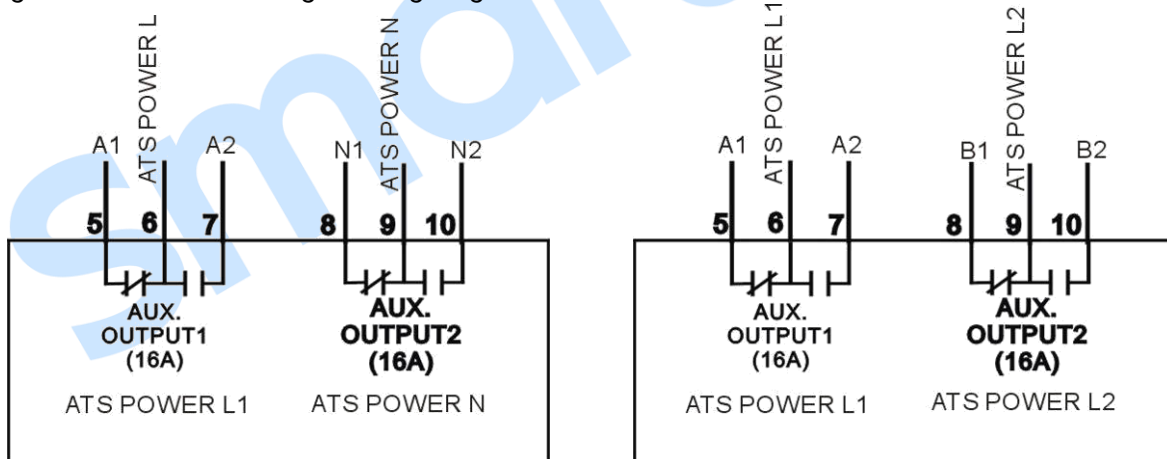 ATS POWER L
ATS POWER N
ATS POWER L1
ATS POWER L2
A1
A2
N1
N2
A1
A2
B1
B2
5 6 7 8 9 10
5 6 7 8 9 10
AUX.
OUTPUT1
(16A)
AUX.
OUTPUT2
(16A)
AUX.
OUTPUT1
(16A)
AUX.
OUTPUT2
(16A)
ATS POWER L1
ATS POWER N
ATS POWER L1
ATS POWER L2
Smar